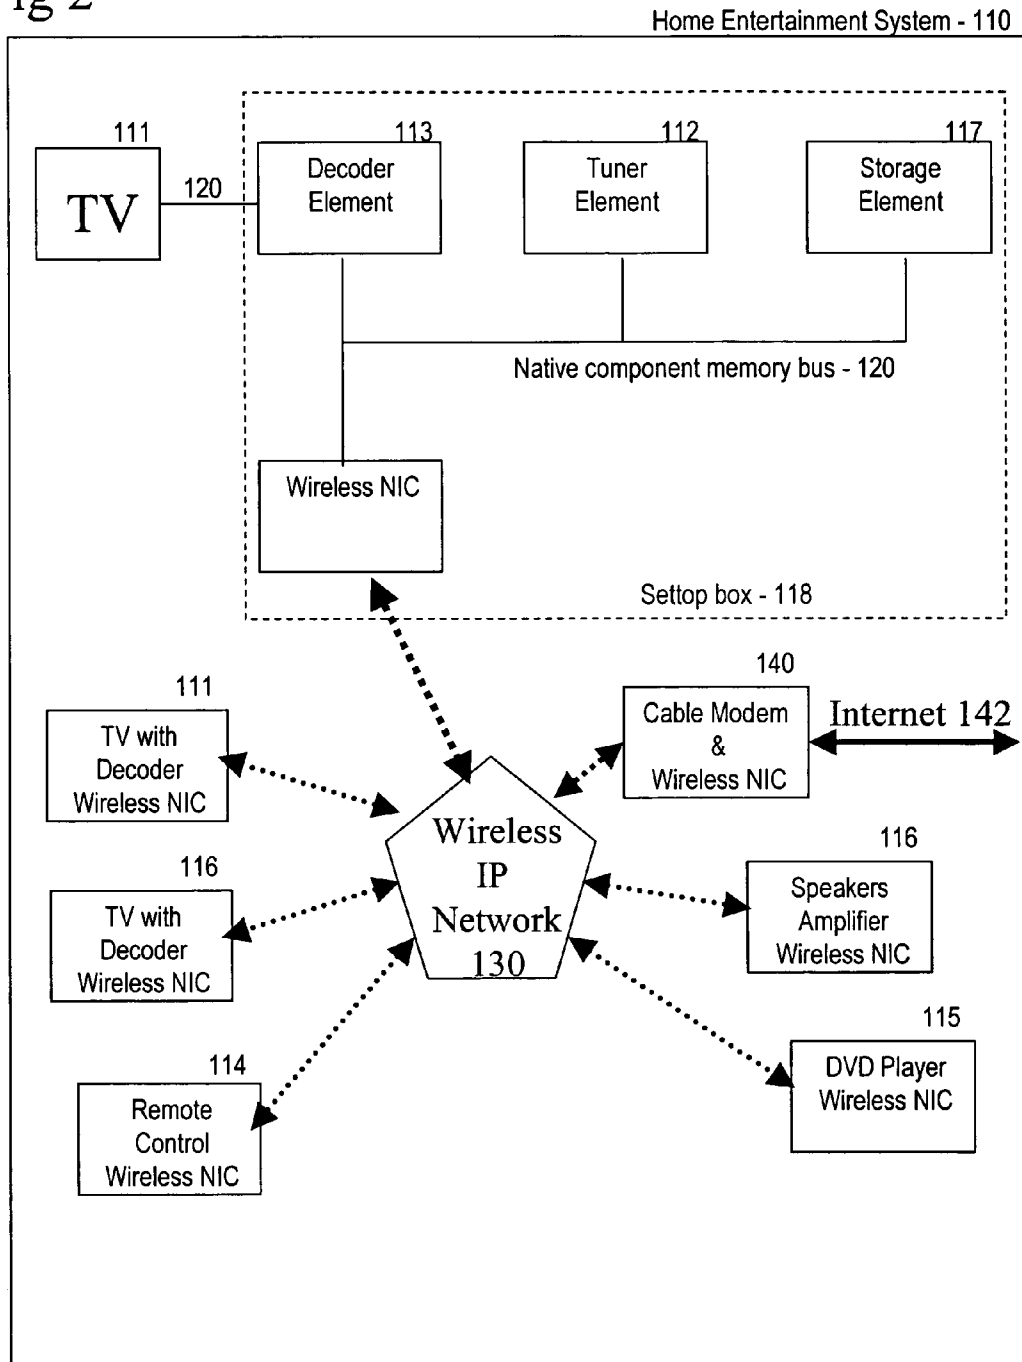 ig 2
Home Entertainment System - 110
111
113
112
117
TV
120
Decoder
Element
Tuner
Element
Storage
Element
Native component memory bus - 120
Wireless NIC
Settop box - 118
140
111
Cable Modem
&
Wireless NIC
Internet 142
TV with
Decoder
Wireless NIC
Wireless
IP
Network
130
116
TV with
Decoder
Wireless NIC
116
Speakers
Amplifier
Wireless NIC
115
DVD Player
Wireless NIC
114
Remote
Control
Wireless NIC